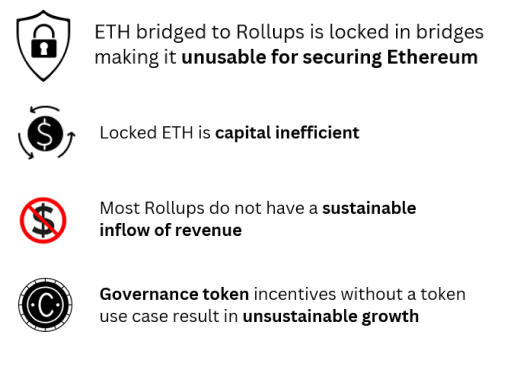 ETH bridged to Rollups is locked in bridges
making it unusable for securing Ethereum
Locked ETH is capital inefficient
Most Rollups do not have a sustainable
inflow of revenue
Governance token incentives without a token
use case result in unsustainable growth